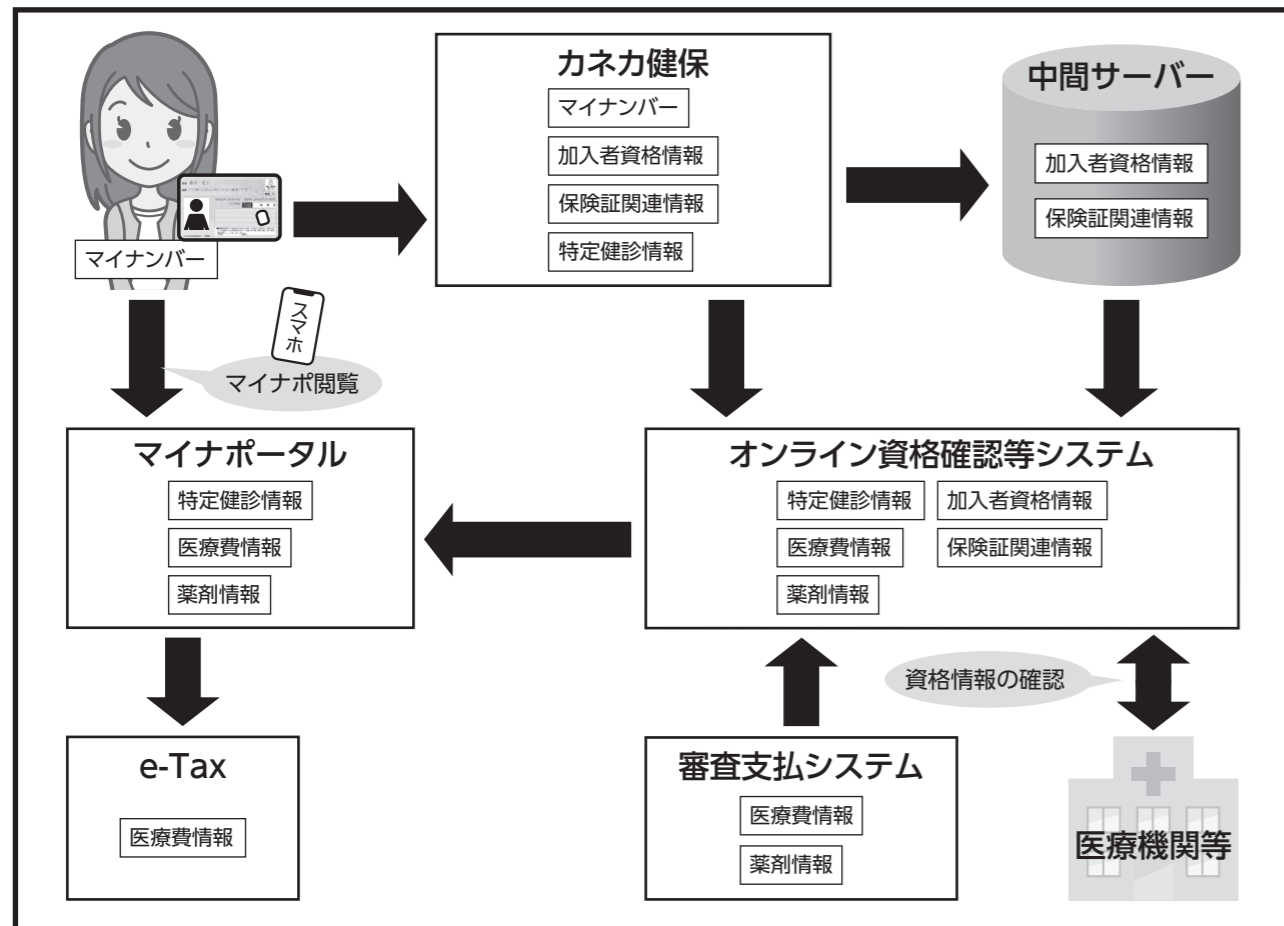 カネカ健保
マイナンバー
加入者資格情報
保険証関連情報
特定健診情報
中間サーバー
加入者資格情報
保険証関連情報
マイナンバー
スマホ
マイナポ閲覧
マイナポータル
特定健診情報
医療費情報
薬剤情報
オンライン資格確認等システム
特定健診情報
加入者資格情報
医療費情報
保険証関連情報
薬剤情報
資格情報の確認
e-Tax
医療費情報
審査支払システム
医療費情報
薬剤情報
医療機関等